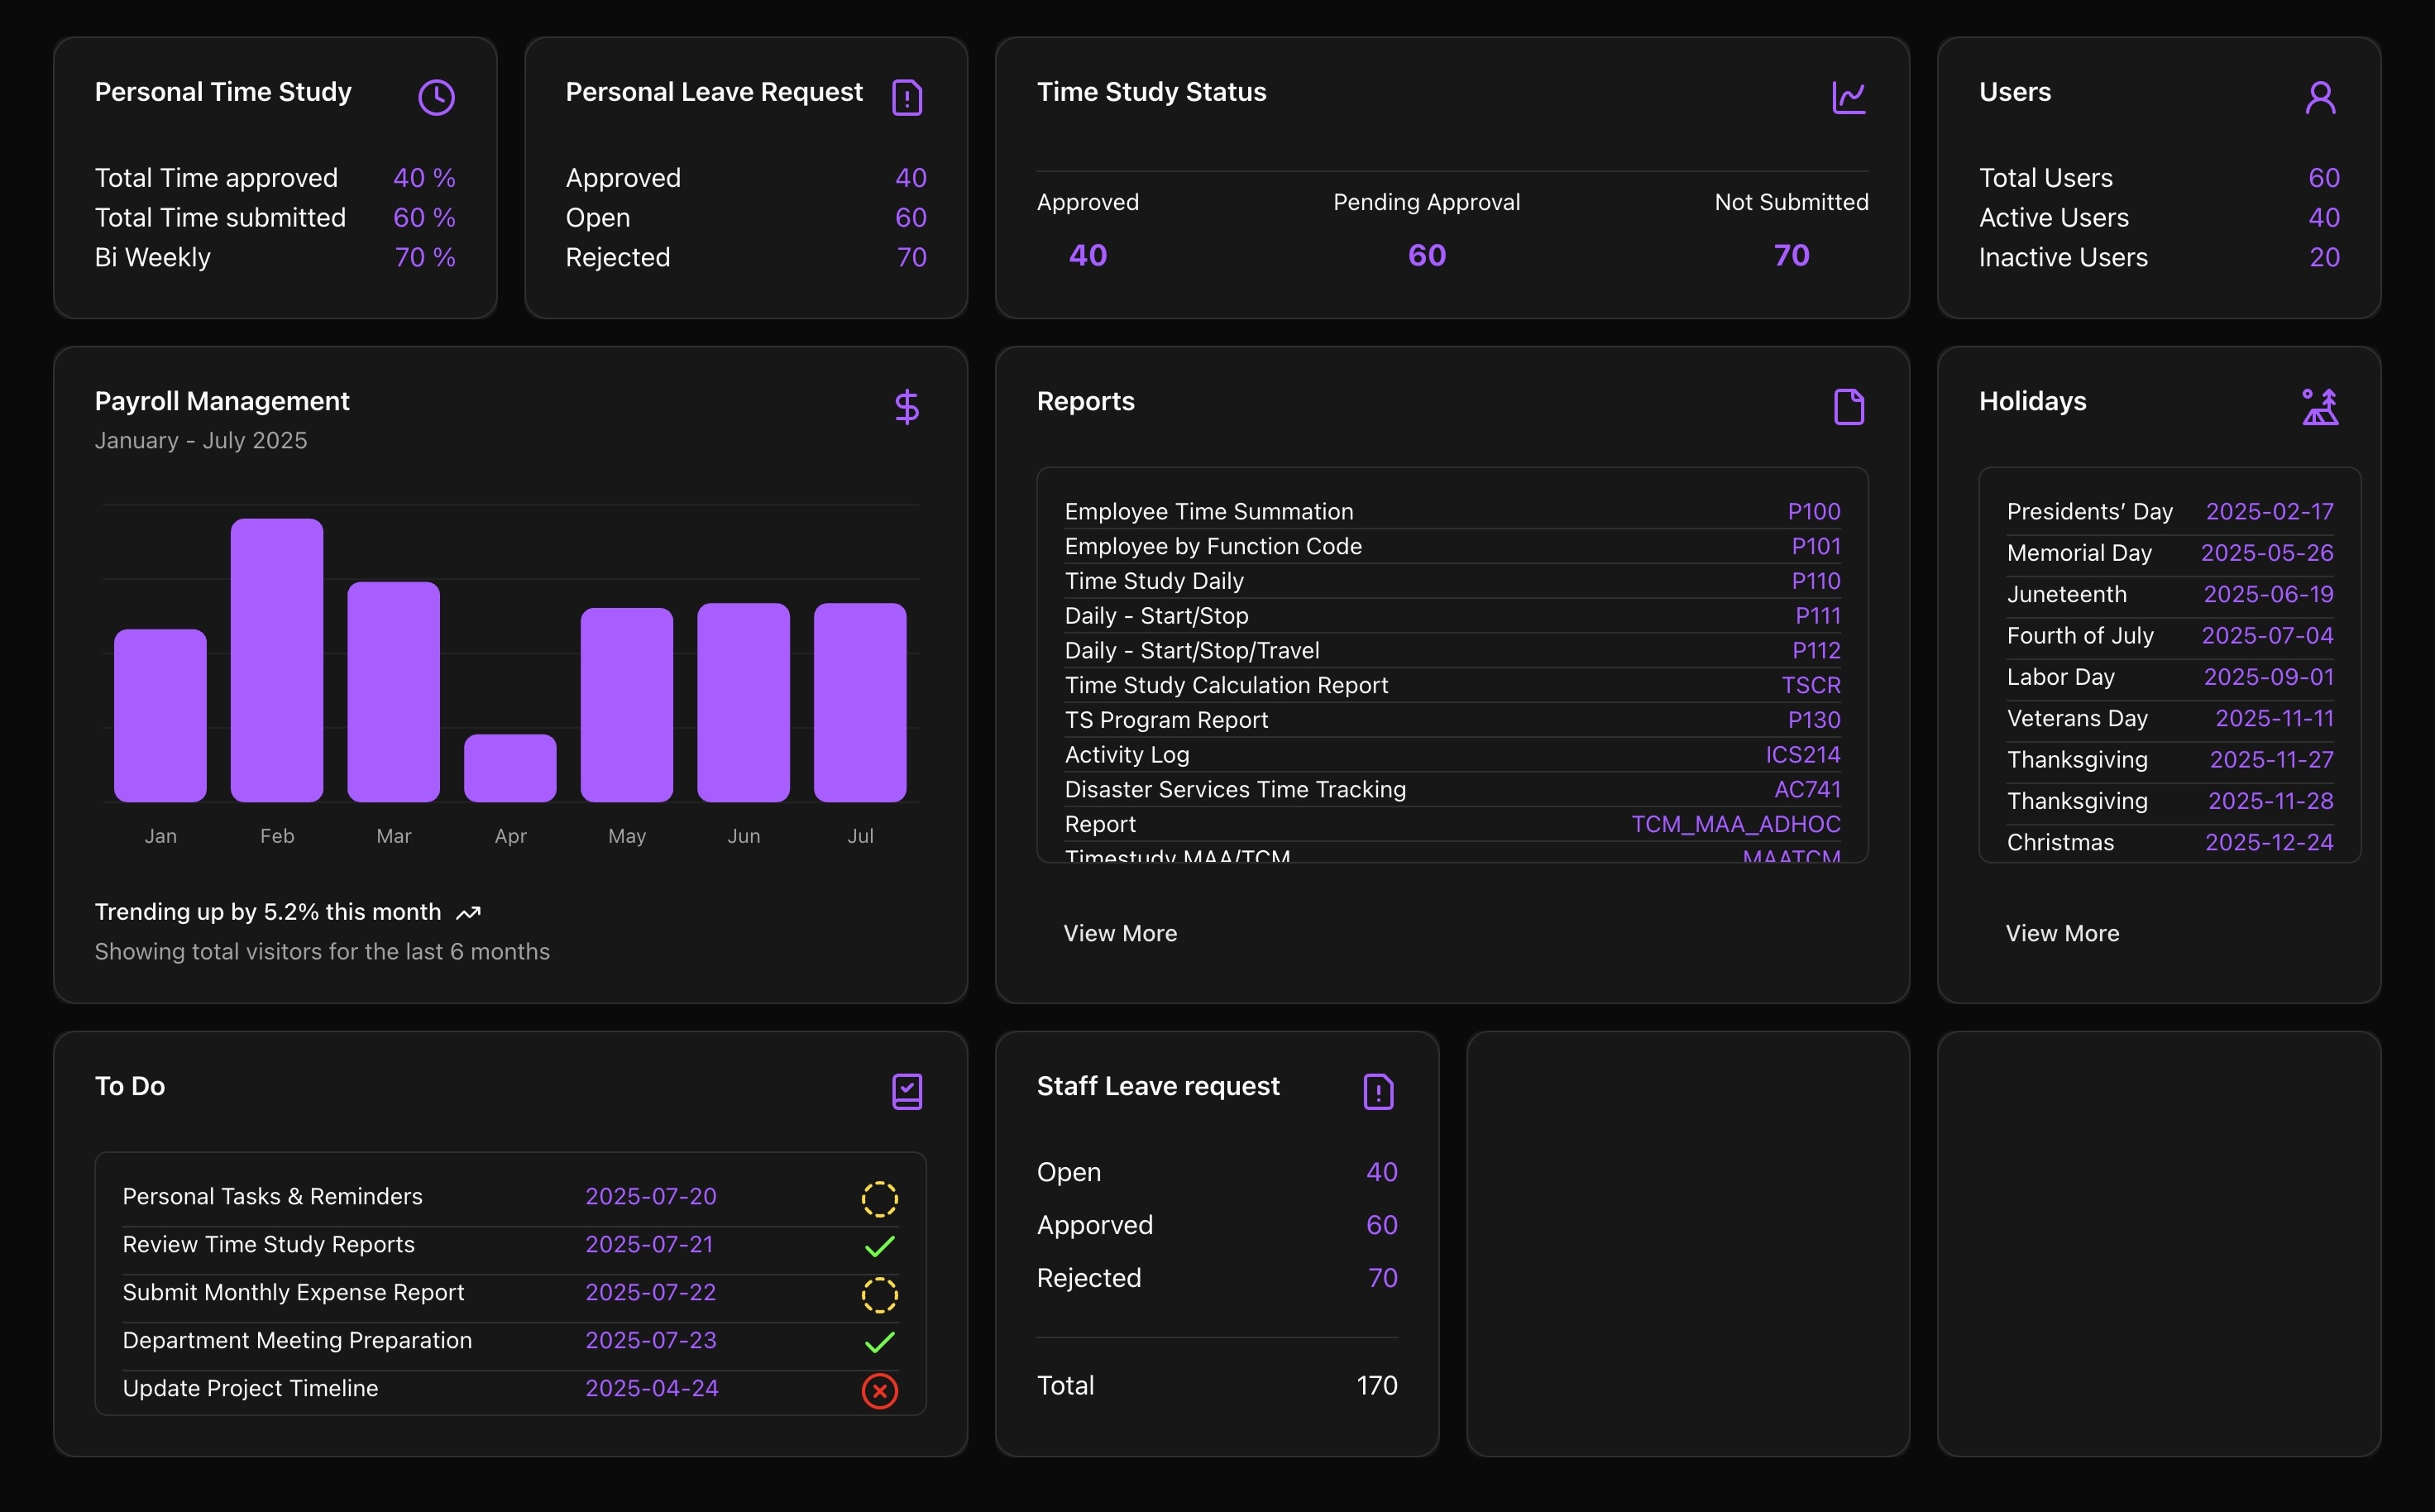 Personal Time Study
Total Time approved 40 %
Total Time submitted 60 %
Bi Weekly 70 %
Personal Leave Request
Approved 40
Open 60
Rejected 70
Time Study Status
Approved Pending Approval Not Submitted
40 60 70
Users
Total Users 60
Active Users 40
Inactive Users 20
Payroll Management
January - July 2025
Jan Feb Mar Apr May Jun Jul
Trending up by 5.2% this month
Showing total visitors for the last 6 months
Reports
Employee Time Summation P100
Employee by Function Code P101
Time Study Daily P110
Daily - Start/Stop P111
Daily - Start/Stop/Travel P112
Time Study Calculation Report TSCR
TS Program Report P130
Activity Log ICS214
Disaster Services Time Tracking AC741
Report TCM_MAA_ADHOC
Timestudy MAA/TCM MAATCM
View More
Holidays
Presidents’ Day 2025-02-17
Memorial Day 2025-05-26
Juneteenth 2025-06-19
Fourth of July 2025-07-04
Labor Day 2025-09-01
Veterans Day 2025-11-11
Thanksgiving 2025-11-27
Thanksgiving 2025-11-28
Christmas 2025-12-24
View More
To Do
Personal Tasks & Reminders 2025-07-20
Review Time Study Reports 2025-07-21
Submit Monthly Expense Report 2025-07-22
Department Meeting Preparation 2025-07-23
Update Project Timeline 2025-04-24
Staff Leave request
Open 40
Apporved 60
Rejected 70
Total 170